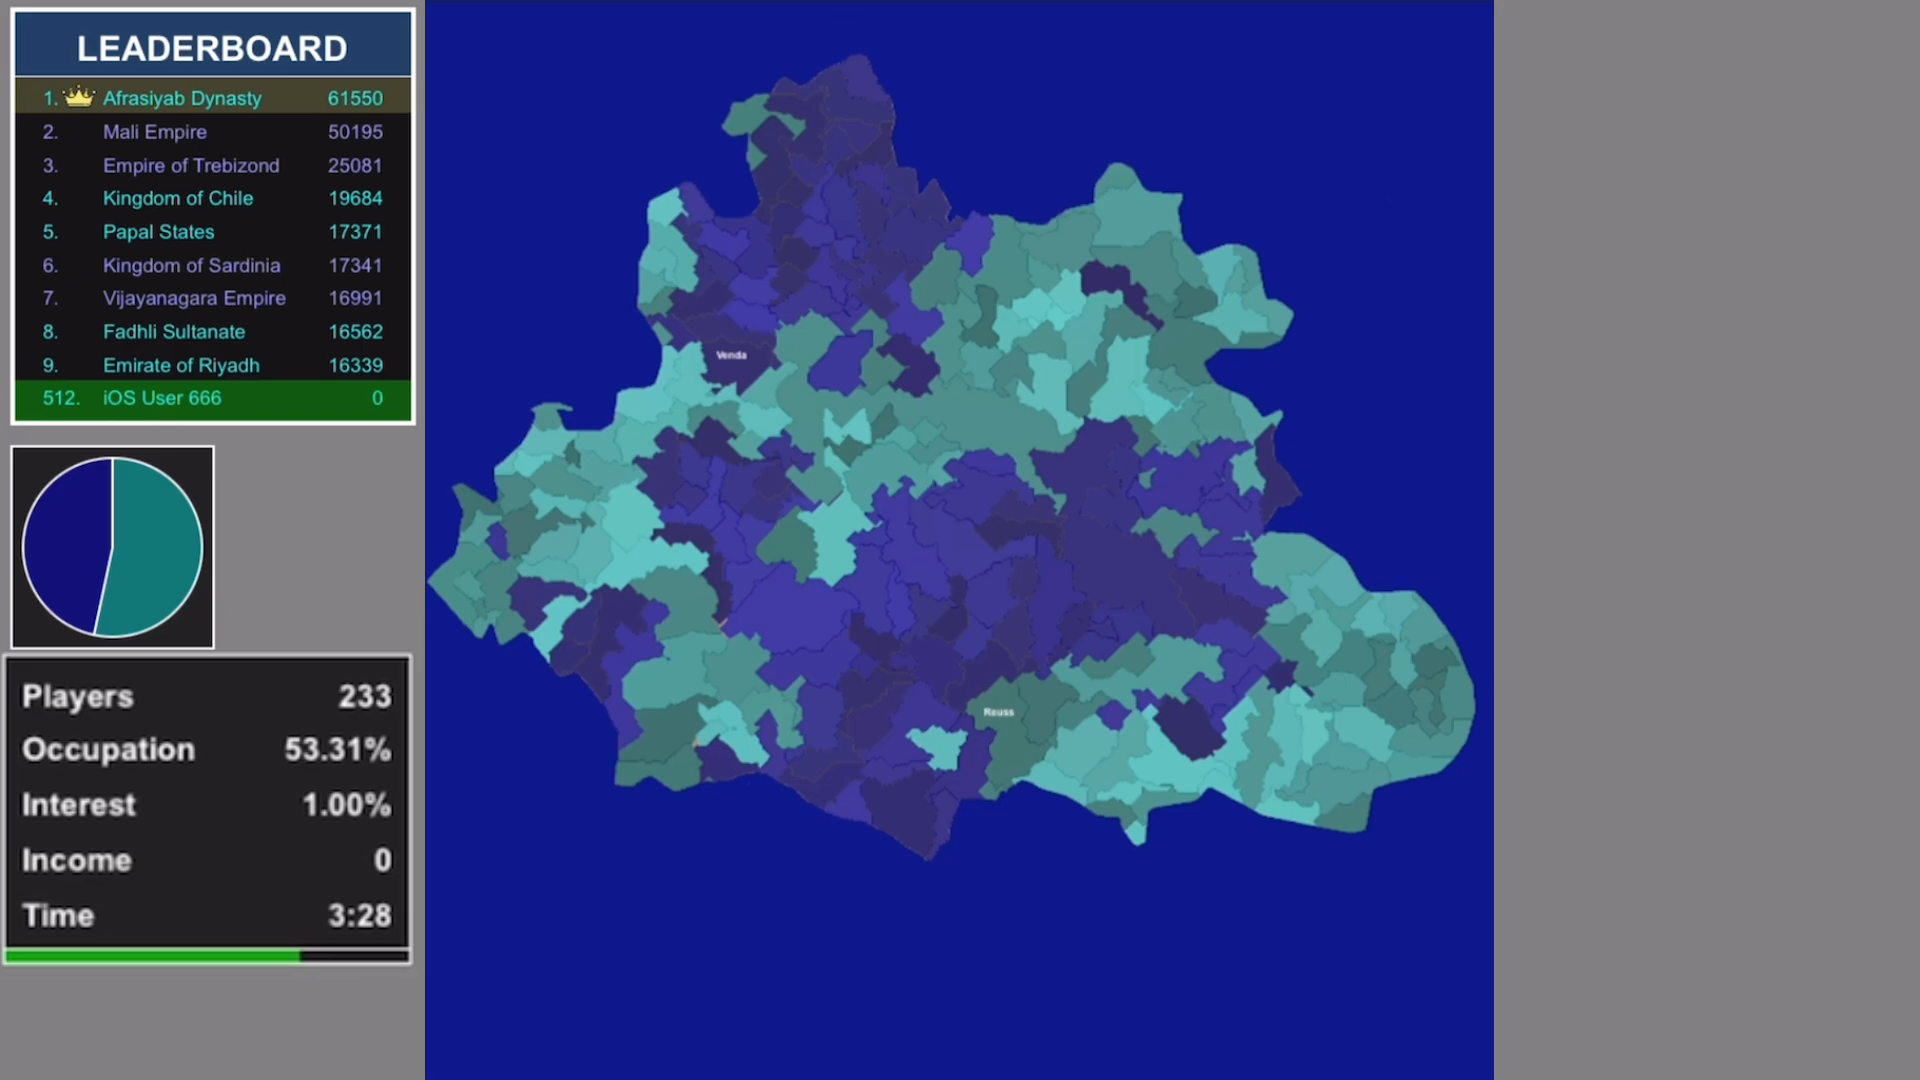 LEADERBOARD
1. Afrasiyab Dynasty 61550
2. Mali Empire 50195
3. Empire of Trebizond 25081
4. Kingdom of Chile 19684
5. Papal States 17371
6. Kingdom of Sardinia 17341
7. Vijayanagara Empire 16991
8. Fadhli Sultanate 16562
9. Emirate of Riyadh 16339
512. iOS User 666 0
Players 233
Occupation 53.31%
Interest 1.00%
Income 0
Time 3:28
Venda
Reuss